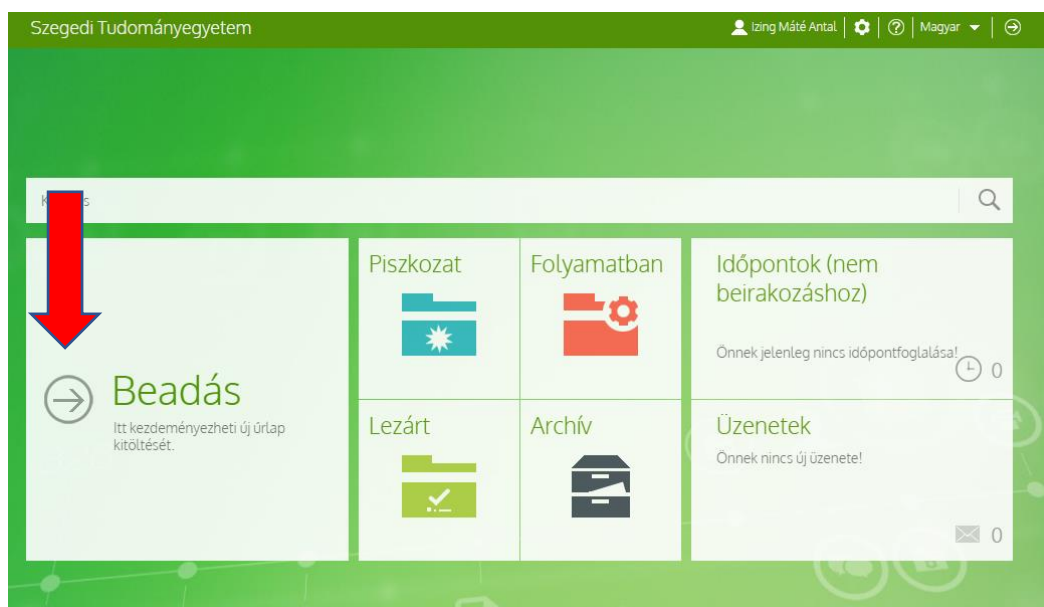 Szegedi Tudományegyetem
Izing Máté Antal
Magyar
Beadás
Itt kezdeményezheti új űrlap
kitöltését.
Piszkozat
Folyamatban
Lezárt
Archív
Időpontok (nem
beirakozáshoz)
Önnek jelenleg nincs időpontfoglalása!
0
Üzenetek
Önnek nincs új üzenete!
0